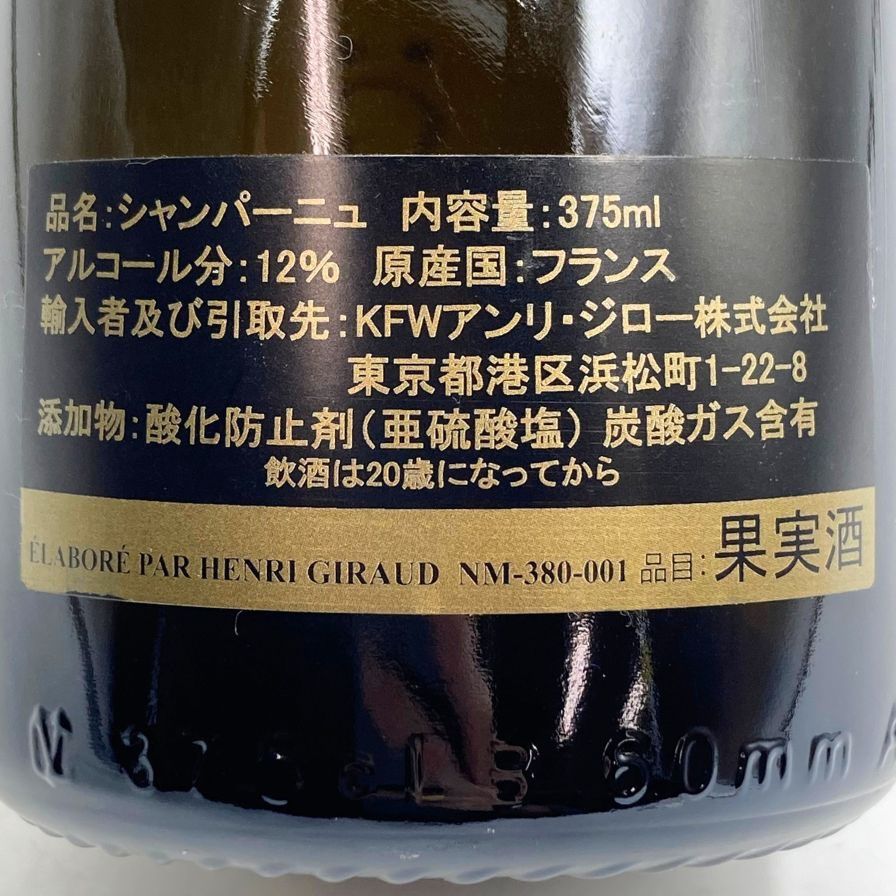 品名:シャンパーニュ 内容量:375ml
アルコール分:12% 原産国:フランス
輸入者及び引取先:KFWアンリ・ジロー株式会社
東京都港区浜松町1-22-8
添加物:酸化防止剤(亜硫酸塩) 炭酸ガス含有
飲酒は20歳になってから
ÉLABORÉ PAR HENRI GIRAUD NM-380-001 品目:果実酒
375 60mm